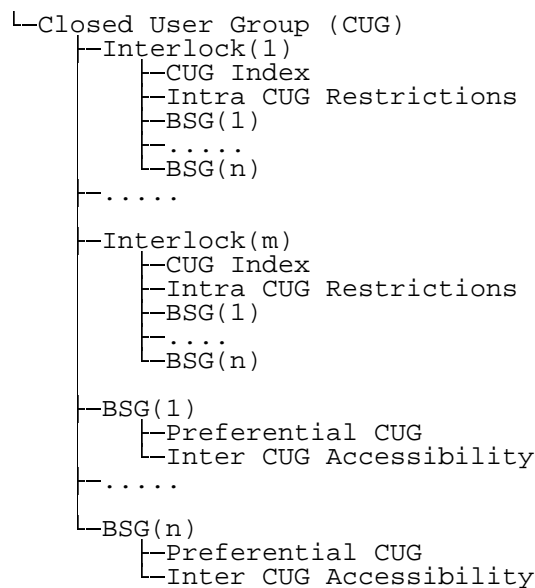 Closed User Group (CUG)
Interlock(1)
CUG Index
Intra CUG Restrictions
BSG(1)
.....
BSG(n)
.....
Interlock(m)
CUG Index
Intra CUG Restrictions
BSG(1)
....
BSG(n)
BSG(1)
Preferential CUG
Inter CUG Accessibility
.....
BSG(n)
Preferential CUG
Inter CUG Accessibility